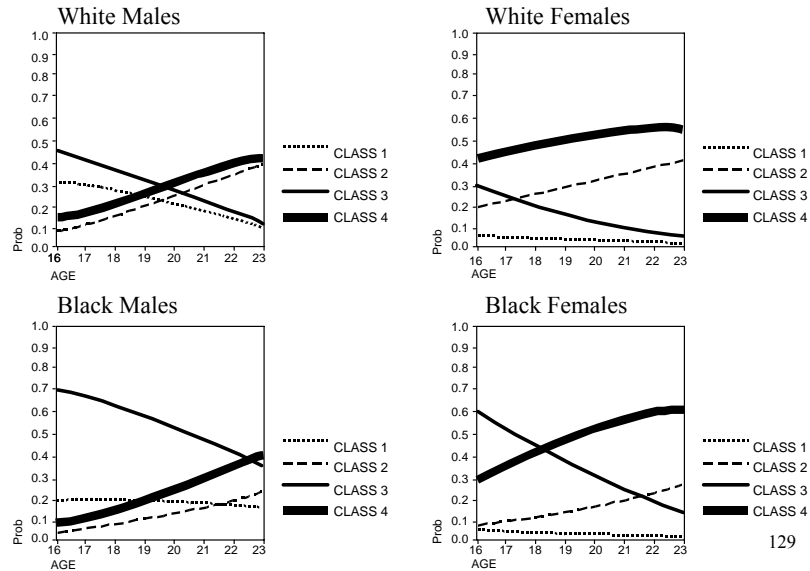 White Males
1.0
0.9
0.8
0.7
0.6
0.5
0.4
0.3
0.2
0.1
0.0
Prob
16 17 18 19 20 21 22 23
AGE
CLASS 1
CLASS 2
CLASS 3
CLASS 4
White Females
1.0
0.9
0.8
0.7
0.6
0.5
0.4
0.3
0.2
0.1
0.0
Prob
16 17 18 19 20 21 22 23
AGE
CLASS 1
CLASS 2
CLASS 3
CLASS 4
Black Males
1.0
0.9
0.8
0.7
0.6
0.5
0.4
0.3
0.2
0.1
0.0
Prob
16 17 18 19 20 21 22 23
AGE
CLASS 1
CLASS 2
CLASS 3
CLASS 4
Black Females
1.0
0.9
0.8
0.7
0.6
0.5
0.4
0.3
0.2
0.1
0.0
Prob
16 17 18 19 20 21 22 23
AGE
CLASS 1
CLASS 2
CLASS 3
CLASS 4
129